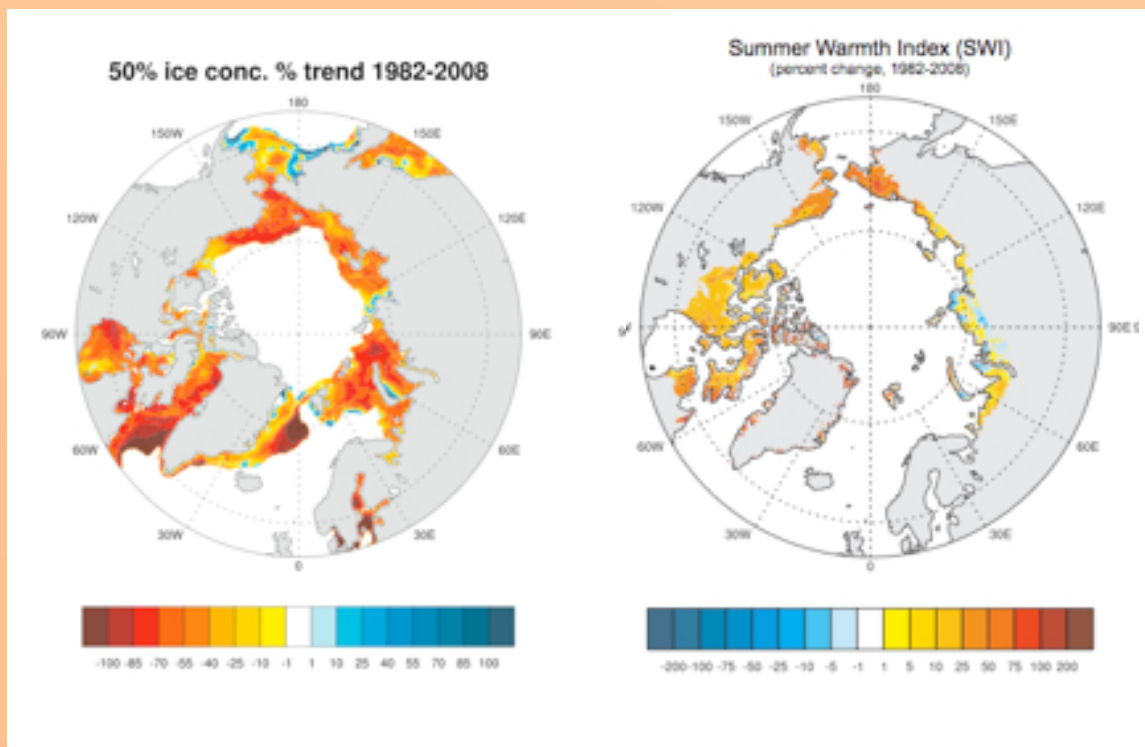 50% ice conc. % trend 1982-2008
180
150W
150E
120W
120E
90W
90E
60W
60E
30W
30E
0
-100 -85 -70 -55 -40 -25 -10 -1 1 10 25 40 55 70 85 100
Summer Warmth Index (SWI)
(percent change, 1982-2008)
180
150W
150E
120W
120E
90E
60W
60E
30W
30E
0
-200 -100 -75 -50 -25 -10 -5 -1 1 5 10 25 50 75 100 200